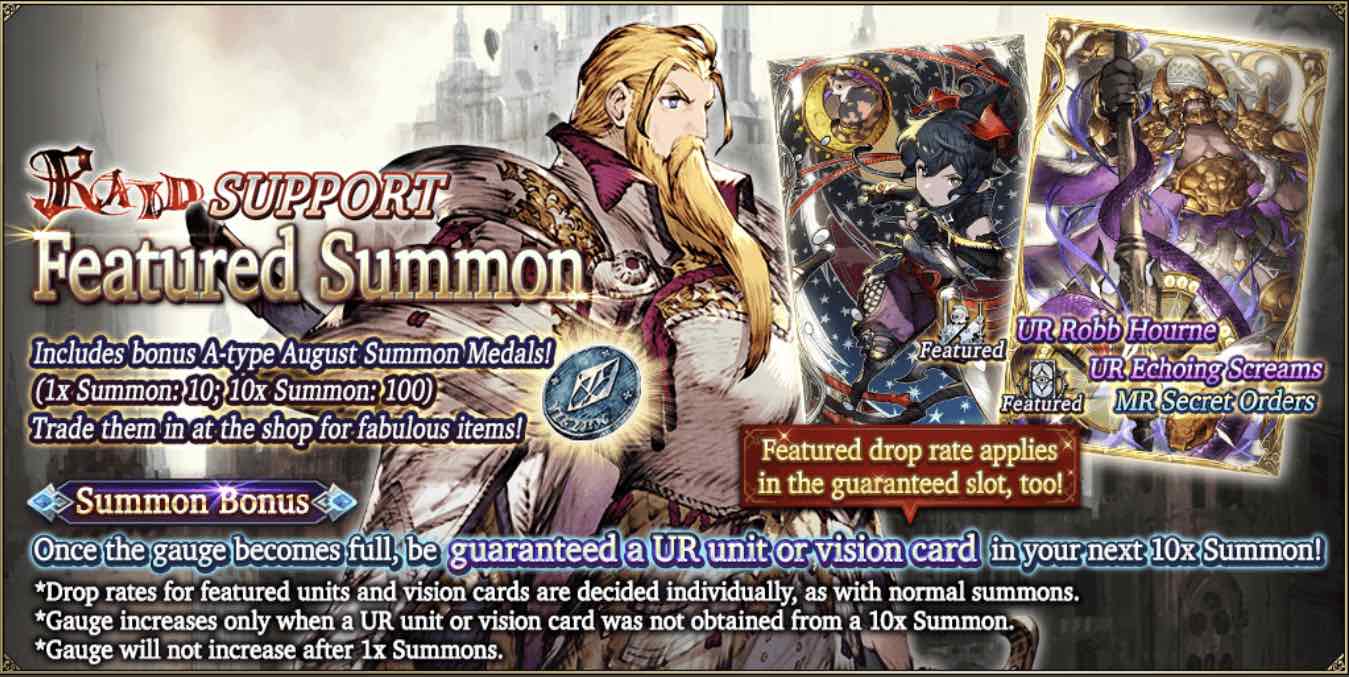 RAID SUPPORT
Featured Summon
Includes bonus A-type August Summon Medals!
(1x Summon: 10; 10x Summon: 100)
Trade them in at the shop for fabulous items!
Featured
UR Robb Hourne
UR Echoing Screams
Featured
MR Secret Orders
Featured drop rate applies
in the guaranteed slot, too!
Summon Bonus
Once the gauge becomes full, be guaranteed a UR unit or vision card in your next 10x Summon!
*Drop rates for featured units and vision cards are decided individually, as with normal summons.
*Gauge increases only when a UR unit or vision card was not obtained from a 10x Summon.
*Gauge will not increase after 1x Summons.